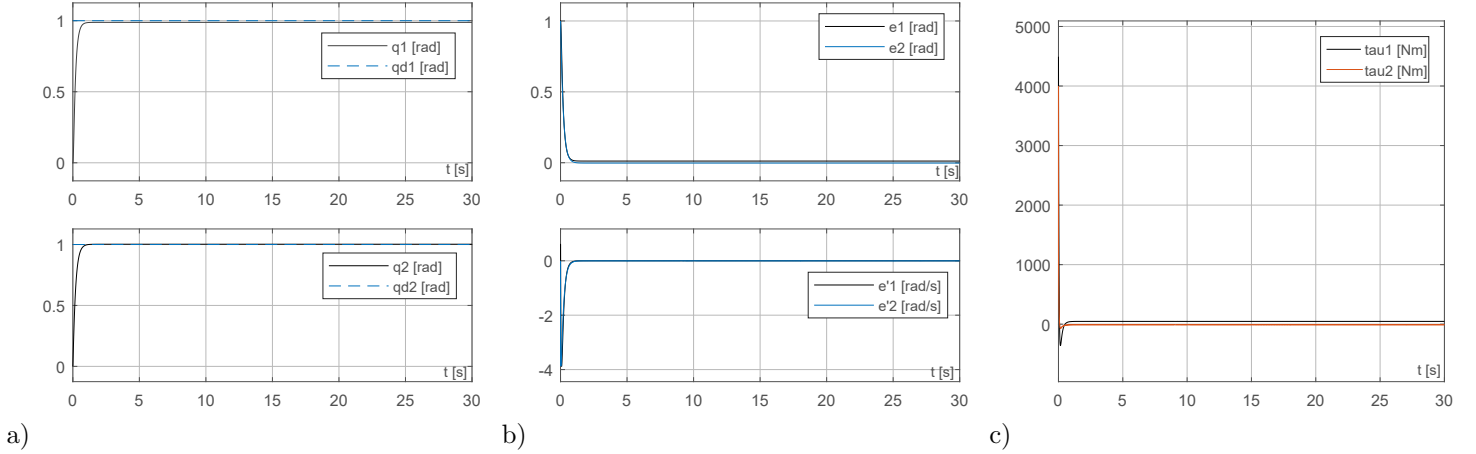 1
0.5
0
q1 [rad]
qd1 [rad]
t [s]
0 5 10 15 20 25 30
1
0.5
0
q2 [rad]
qd2 [rad]
t [s]
0 5 10 15 20 25 30
a)
1
0.5
0
e1 [rad]
e2 [rad]
t [s]
0 5 10 15 20 25 30
0
-2
-4
e'1 [rad/s]
e'2 [rad/s]
t [s]
0 5 10 15 20 25 30
b)
5000
4000
3000
2000
1000
0
tau1 [Nm]
tau2 [Nm]
t [s]
0 5 10 15 20 25 30
c)